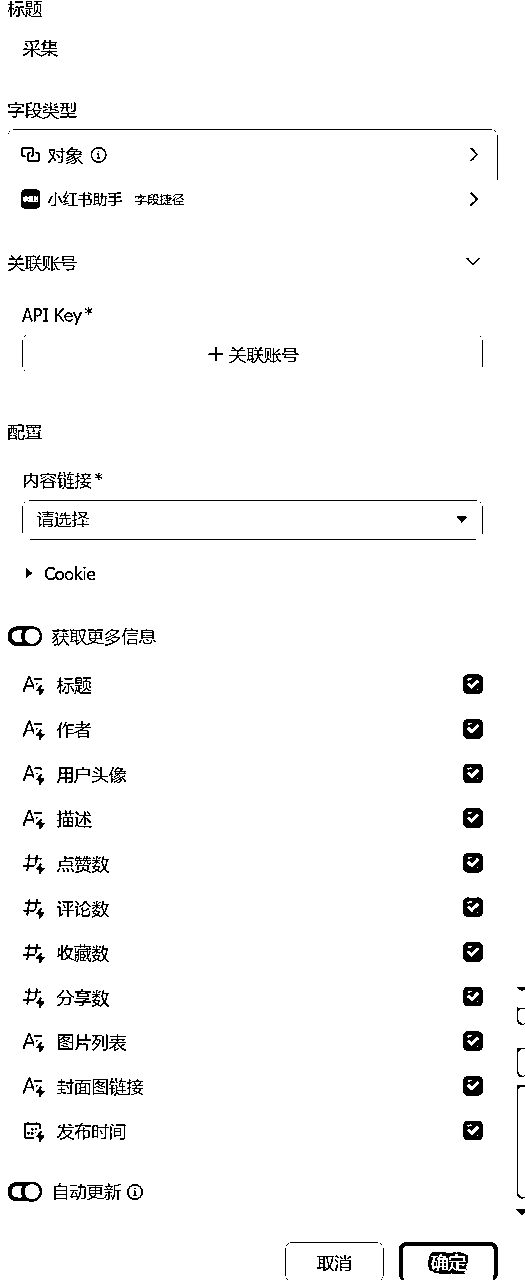 标题
采集
字段类型
对象
小红书助手 字段捷径
关联账号
API Key*
+ 关联账号
配置
内容链接*
请选择
Cookie
获取更多信息
标题
作者
用户头像
描述
点赞数
评论数
收藏数
分享数
图片列表
封面图链接
发布时间
自动更新
取消 确定